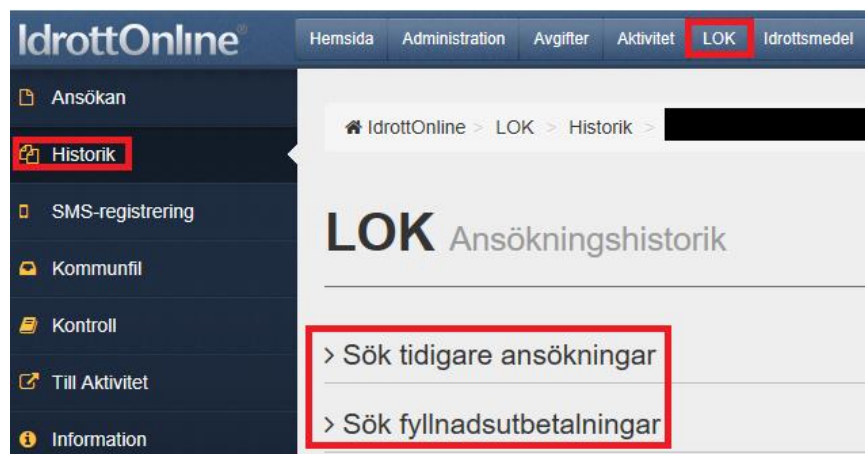 IdrottOnline®
Hemsida Administration Avgifter Aktivitet LOK Idrottsmedel
Ansökan
Historik
SMS-registrering
Kommunfil
Kontroll
Till Aktivitet
Information
IdrottOnline > LOK > Historik >
LOK Ansökningshistorik
> Sök tidigare ansökningar
> Sök fyllnadsutbetalningar